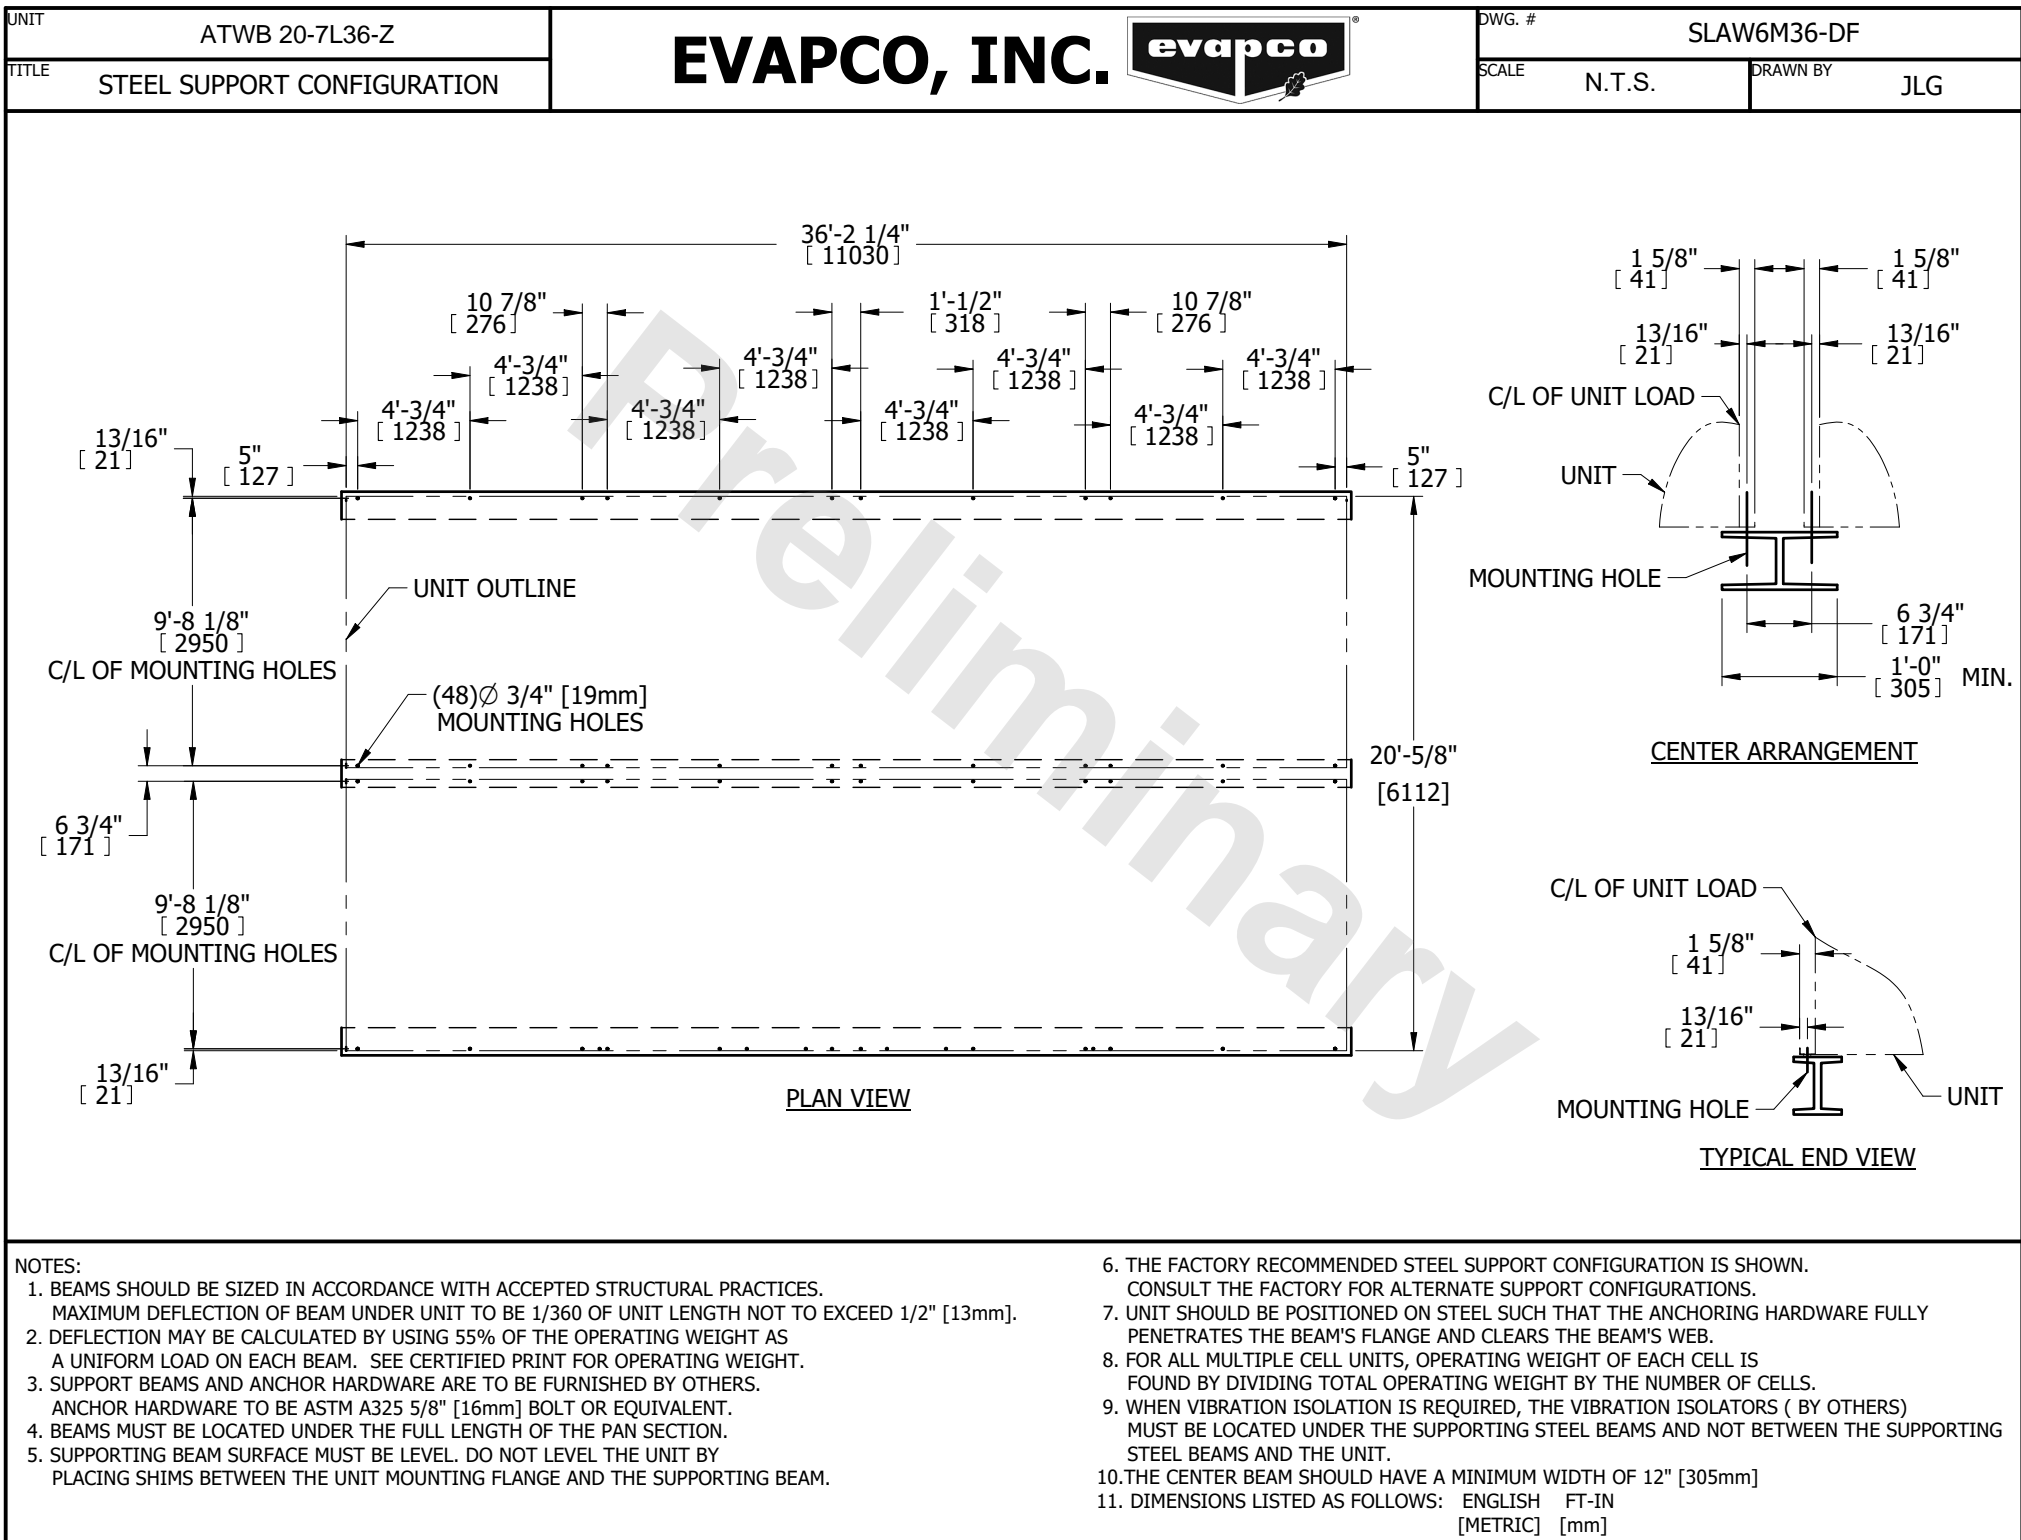 UNIT
ATWB 20-7L36-Z
TITLE
STEEL SUPPORT CONFIGURATION
EVAPCO, INC.
evapco®
DWG. #
SLAW6M36-DF
SCALE
N.T.S.
DRAWN BY
JLG
36'-2 1/4"
[ 11030]
10 7/8"
[ 276]
1'-1/2"
[ 318 ]
10 7/8"
[ 276 ]
4'-3/4"
[ 1238]
4'-3/4"
[ 1238]
4'-3/4"
[ 1238]
4'-3/4"
[ 1238]
4'-3/4"
[ 1238 ]
4'-3/4"
[ 1238]
4'-3/4"
[ 1238]
4'-3/4"
[ 1238]
13/16"
[ 21]
5"
[ 127 ]
5"
[ 127 ]
UNIT OUTLINE
9'-8 1/8"
[ 2950 ]
C/L OF MOUNTING HOLES
(48)∅ 3/4" [19mm]
MOUNTING HOLES
20'-5/8"
[6112]
6 3/4"
[ 171 ]
9'-8 1/8"
[ 2950 ]
C/L OF MOUNTING HOLES
13/16"
[ 21]
PLAN VIEW
Preliminary
1 5/8"
[ 41]
1 5/8"
[ 41]
13/16"
[ 21]
13/16"
[ 21]
C/L OF UNIT LOAD
UNIT
MOUNTING HOLE
6 3/4"
[ 171]
1'-0"
[ 305] MIN.
CENTER ARRANGEMENT
C/L OF UNIT LOAD
1 5/8"
[ 41]
13/16"
[ 21]
MOUNTING HOLE
UNIT
TYPICAL END VIEW
NOTES:
1. BEAMS SHOULD BE SIZED IN ACCORDANCE WITH ACCEPTED STRUCTURAL PRACTICES.
MAXIMUM DEFLECTION OF BEAM UNDER UNIT TO BE 1/360 OF UNIT LENGTH NOT TO EXCEED 1/2" [13mm].
2. DEFLECTION MAY BE CALCULATED BY USING 55% OF THE OPERATING WEIGHT AS
A UNIFORM LOAD ON EACH BEAM. SEE CERTIFIED PRINT FOR OPERATING WEIGHT.
3. SUPPORT BEAMS AND ANCHOR HARDWARE ARE TO BE FURNISHED BY OTHERS.
ANCHOR HARDWARE TO BE ASTM A325 5/8" [16mm] BOLT OR EQUIVALENT.
4. BEAMS MUST BE LOCATED UNDER THE FULL LENGTH OF THE PAN SECTION.
5. SUPPORTING BEAM SURFACE MUST BE LEVEL. DO NOT LEVEL THE UNIT BY
PLACING SHIMS BETWEEN THE UNIT MOUNTING FLANGE AND THE SUPPORTING BEAM.
6. THE FACTORY RECOMMENDED STEEL SUPPORT CONFIGURATION IS SHOWN.
CONSULT THE FACTORY FOR ALTERNATE SUPPORT CONFIGURATIONS.
7. UNIT SHOULD BE POSITIONED ON STEEL SUCH THAT THE ANCHORING HARDWARE FULLY
PENETRATES THE BEAM'S FLANGE AND CLEARS THE BEAM'S WEB.
8. FOR ALL MULTIPLE CELL UNITS, OPERATING WEIGHT OF EACH CELL IS
FOUND BY DIVIDING TOTAL OPERATING WEIGHT BY THE NUMBER OF CELLS.
9. WHEN VIBRATION ISOLATION IS REQUIRED, THE VIBRATION ISOLATORS ( BY OTHERS)
MUST BE LOCATED UNDER THE SUPPORTING STEEL BEAMS AND NOT BETWEEN THE SUPPORTING
STEEL BEAMS AND THE UNIT.
10.THE CENTER BEAM SHOULD HAVE A MINIMUM WIDTH OF 12" [305mm]
11. DIMENSIONS LISTED AS FOLLOWS: ENGLISH FT-IN
[METRIC] [mm]